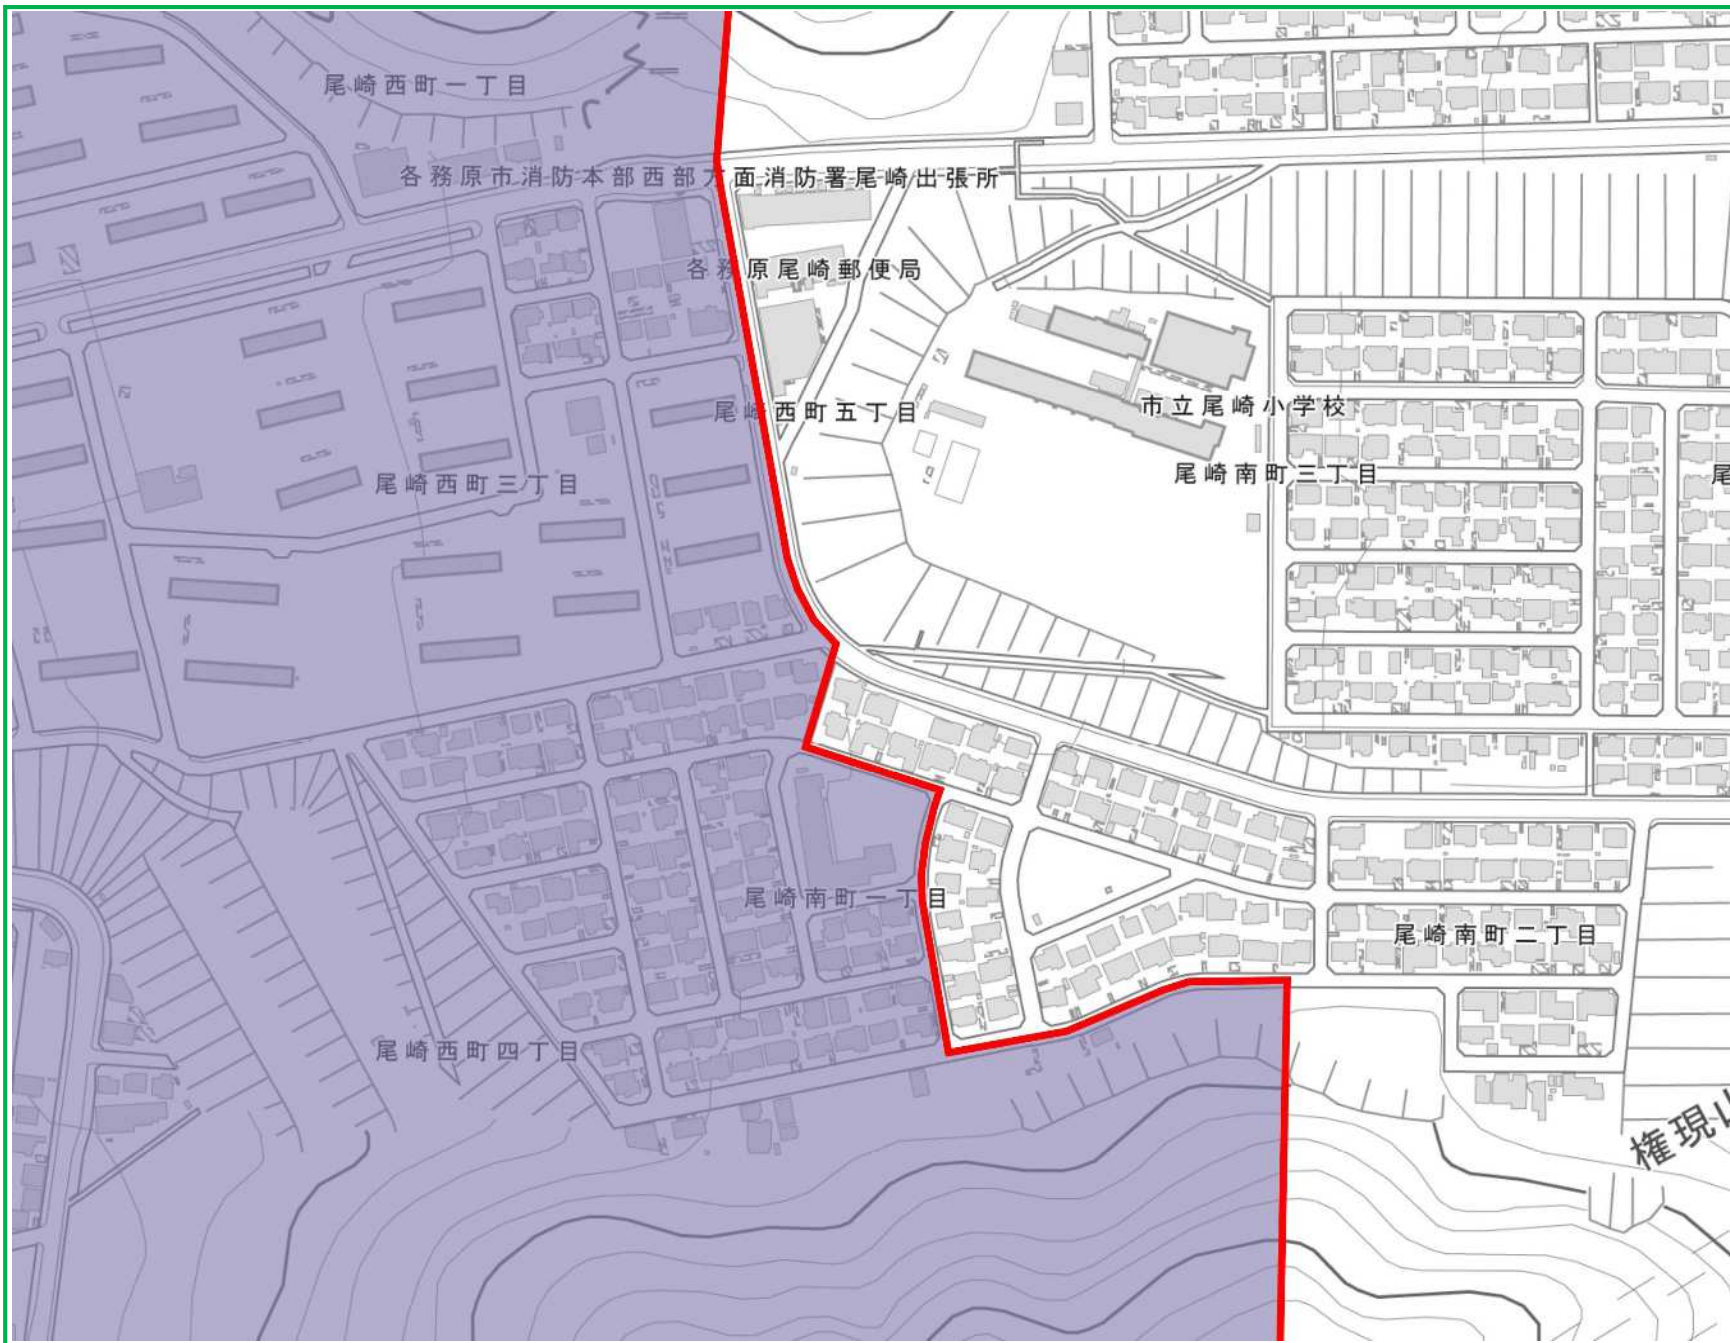 尾崎西町一丁目
各務原市消防本部西部方面消防署尾崎出張所
各務原尾崎郵便局
尾崎西町五丁目
市立尾崎小学校
尾崎南町三丁目
尾
尾崎西町三丁目
尾崎南町一丁目
尾崎南町二丁目
尾崎西町四丁目
権現山